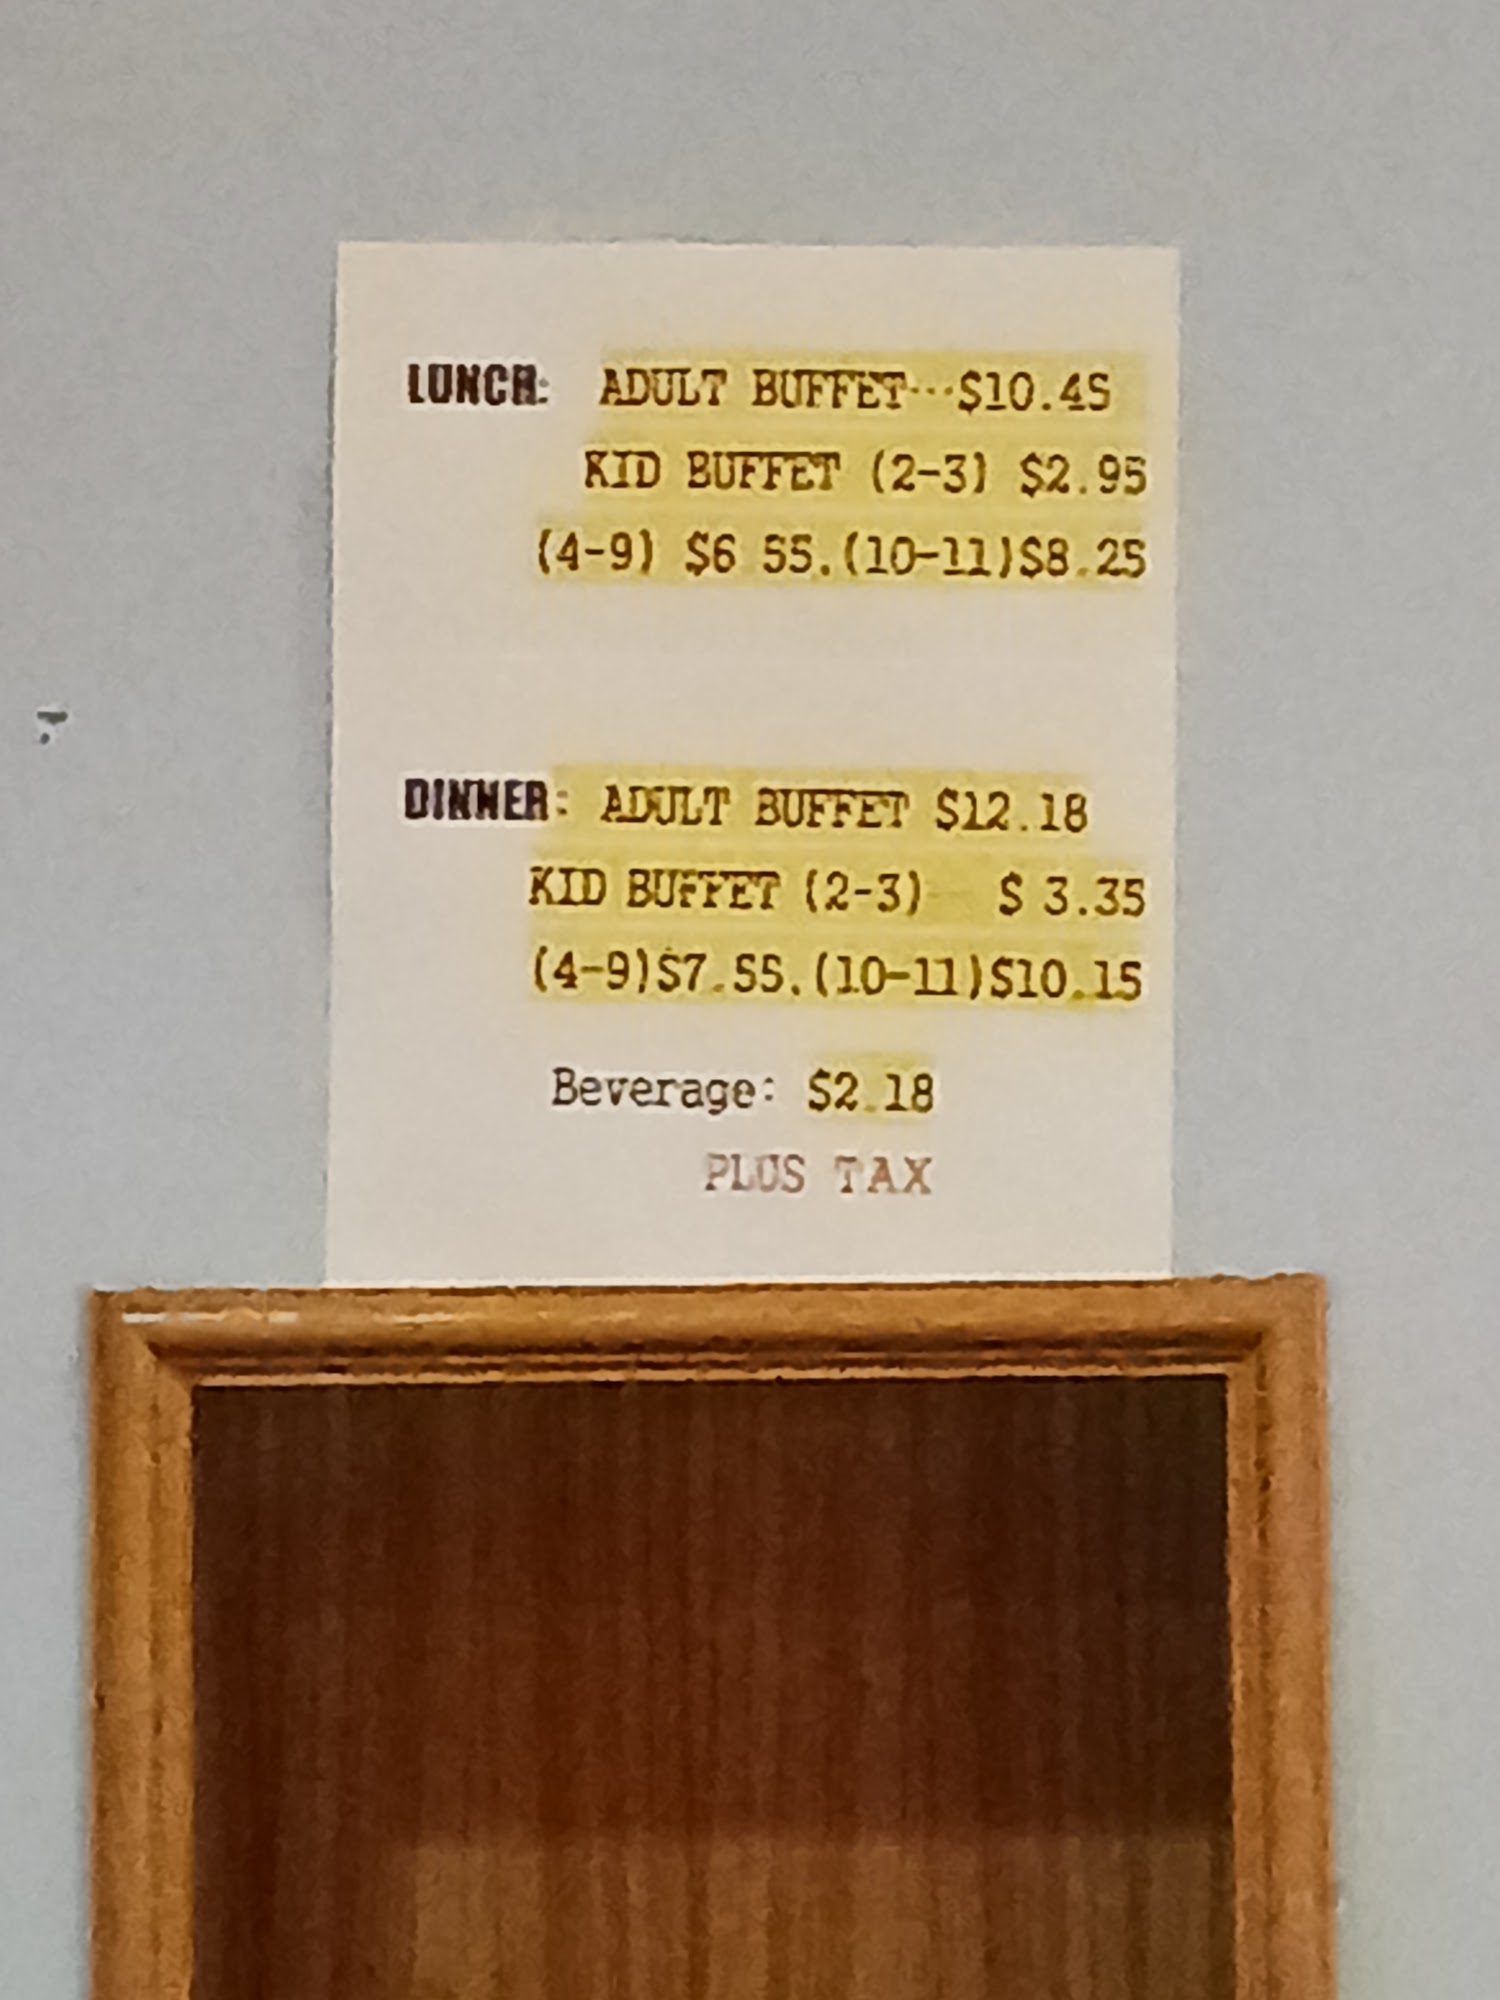 LUNCH: ADULT BUFFET...$10.45
KID BUFFET (2-3) $2.95
(4-9) $6 55.(10-11)$8.25
DINNER: ADULT BUFFET $12.18
KID BUFFET (2-3) $ 3.35
(4-9)$7.55.(10-11)$10.15
Beverage: $2.18
PLUS TAX